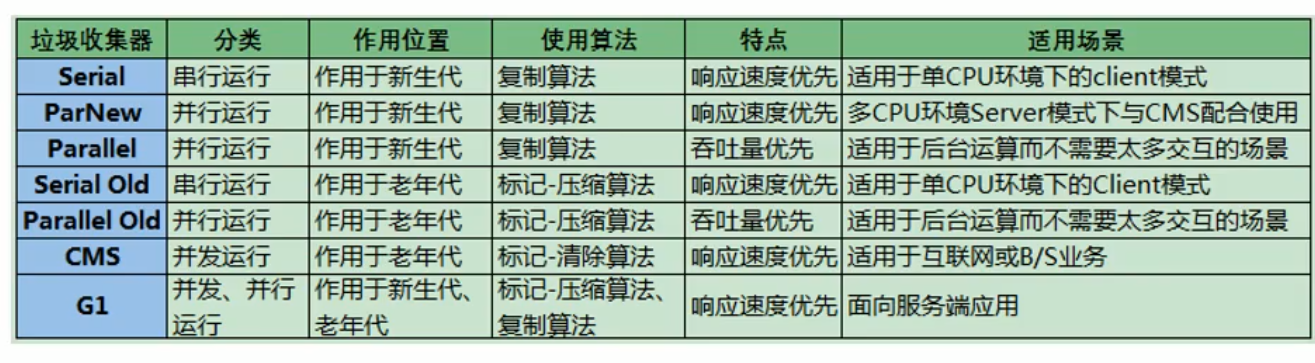 垃圾收集器 分类 作用位置 使用算法 特点 适用场景
Serial 串行运行 作用于新生代 复制算法 响应速度优先 适用于单CPU环境下的client模式
ParNew 并行运行 作用于新生代 复制算法 响应速度优先 多CPU环境Server模式下与CMS配合使用
Parallel 并行运行 作用于新生代 复制算法 吞吐量优先 适用于后台运算而不需要太多交互的场景
Serial Old 串行运行 作用于老年代 标记-压缩算法 响应速度优先 适用于单CPU环境下的Client模式
Parallel Old 并行运行 作用于老年代 标记-压缩算法 吞吐量优先 适用于后台运算而不需要太多交互的场景
CMS 并发运行 作用于老年代 标记-清除算法 响应速度优先 适用于互联网或B/S业务
G1 并发、并行运行 作用于新生代、老年代 标记-压缩算法、复制算法 响应速度优先 面向服务端应用